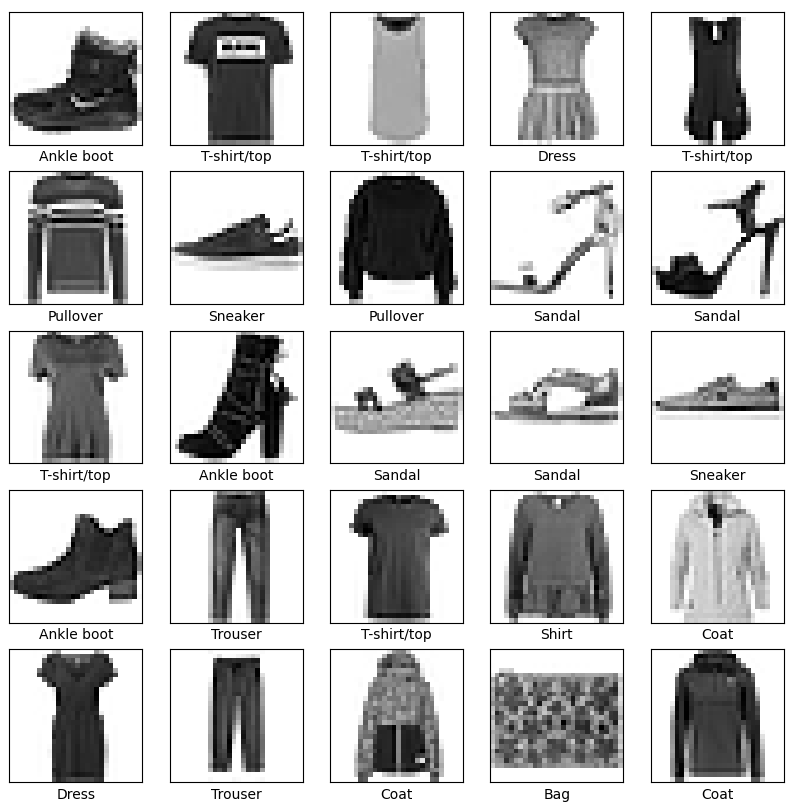 Ankle boot T-shirt/top T-shirt/top Dress T-shirt/top
Pullover Sneaker Pullover Sandal Sandal
T-shirt/top Ankle boot Sandal Sandal Sneaker
Ankle boot Trouser T-shirt/top Shirt Coat
Dress Trouser Coat Bag Coat